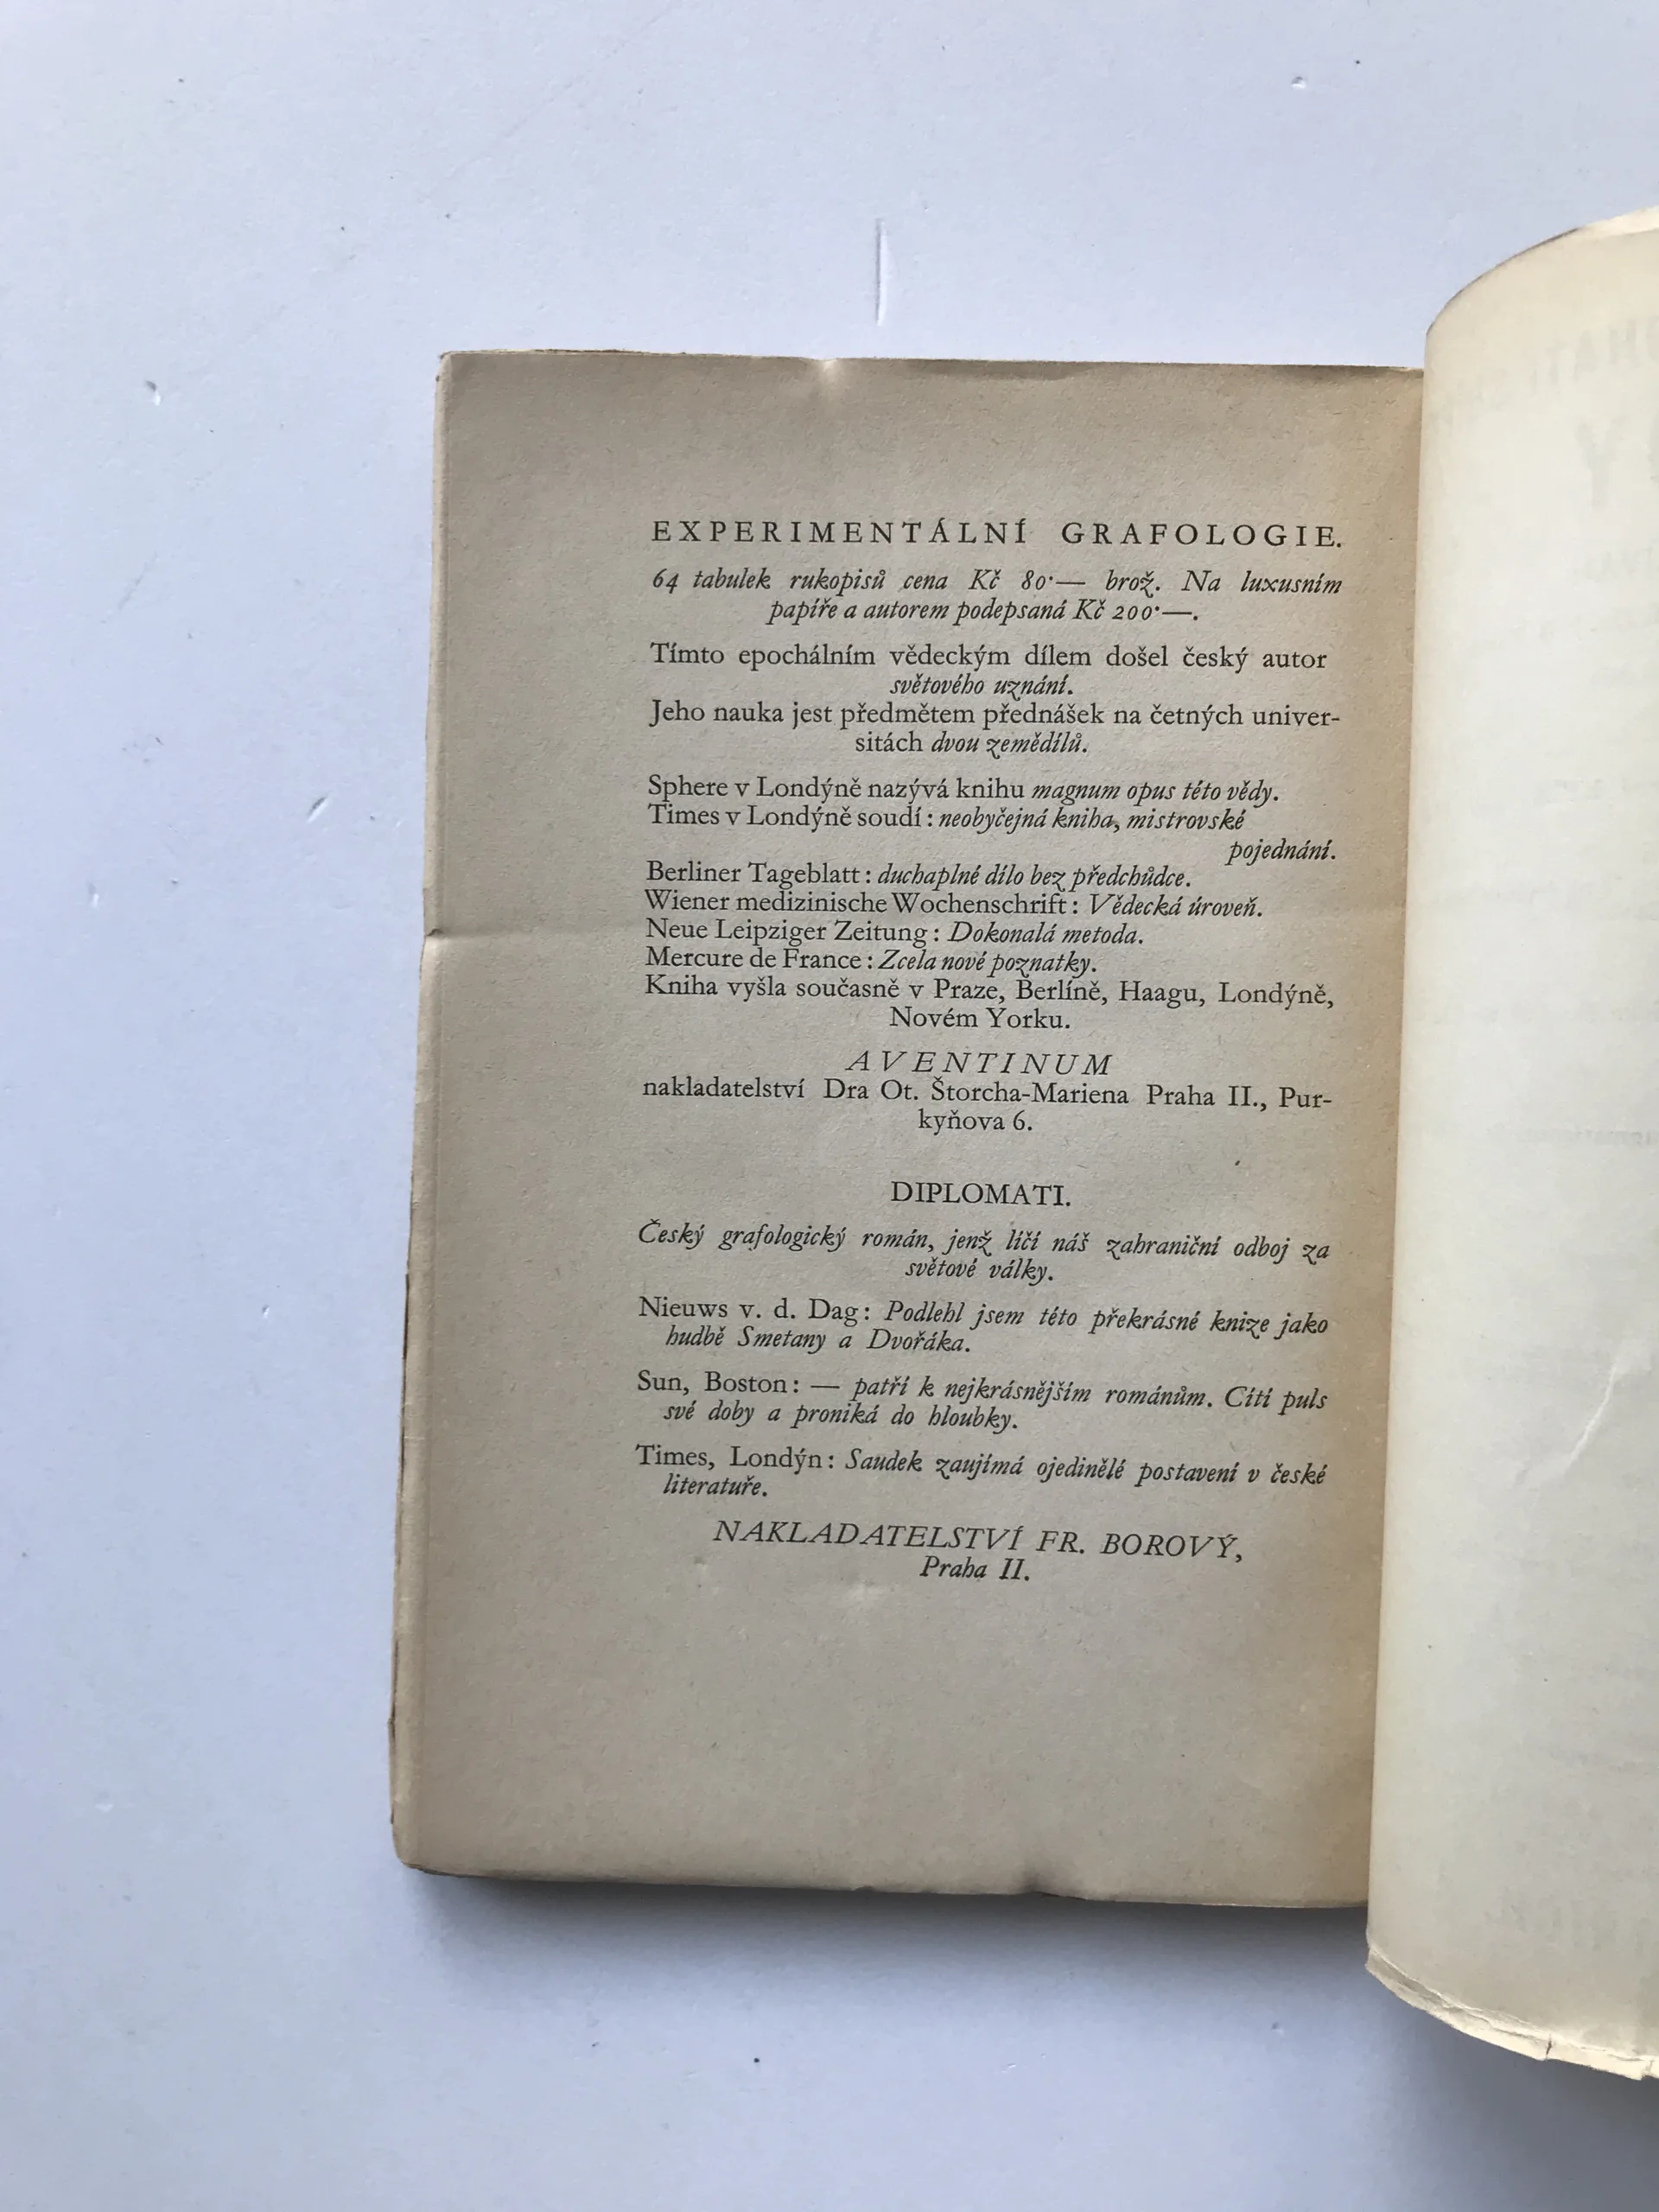 EXPERIMENTÁLNÍ GRAFOLOGIE.
64 tabulek rukopisů cena Kč 80·— brož. Na luxusním
papíře a autorem podepsaná Kč 200·—.
Tímto epochálním vědeckým dílem došel český autor
světového uznání.
Jeho nauka jest předmětem přednášek na četných univer-
sitách dvou zemědílů.
Sphere v Londýně nazývá knihu magnum opus této vědy.
Times v Londýně soudí: neobyčejná kniha, mistrovské
pojednání.
Berliner Tageblatt: duchaplné dílo bez předchůdce.
Wiener medizinische Wochenschrift: Vědecká úroveň.
Neue Leipziger Zeitung: Dokonalá metoda.
Mercure de France: Zcela nové poznatky.
Kniha vyšla současně v Praze, Berlíně, Haagu, Londýně,
Novém Yorku.
AVENTINUM
nakladatelství Dra Ot. Štorcha-Mariena Praha II., Pur-
kyňova 6.
DIPLOMATI.
Český grafologický román, jenž líčí náš zahraniční odboj za
světové války.
Nieuws v. d. Dag: Podlehl jsem této překrásné knize jako
hudbě Smetany a Dvořáka.
Sun, Boston: — patří k nejkrásnějším románům. Cítí puls
své doby a proniká do hloubky.
Times, Londýn: Saudek zaujímá ojedinělé postavení v české
literatuře.
NAKLADATELSTVÍ FR. BOROVÝ,
Praha II.